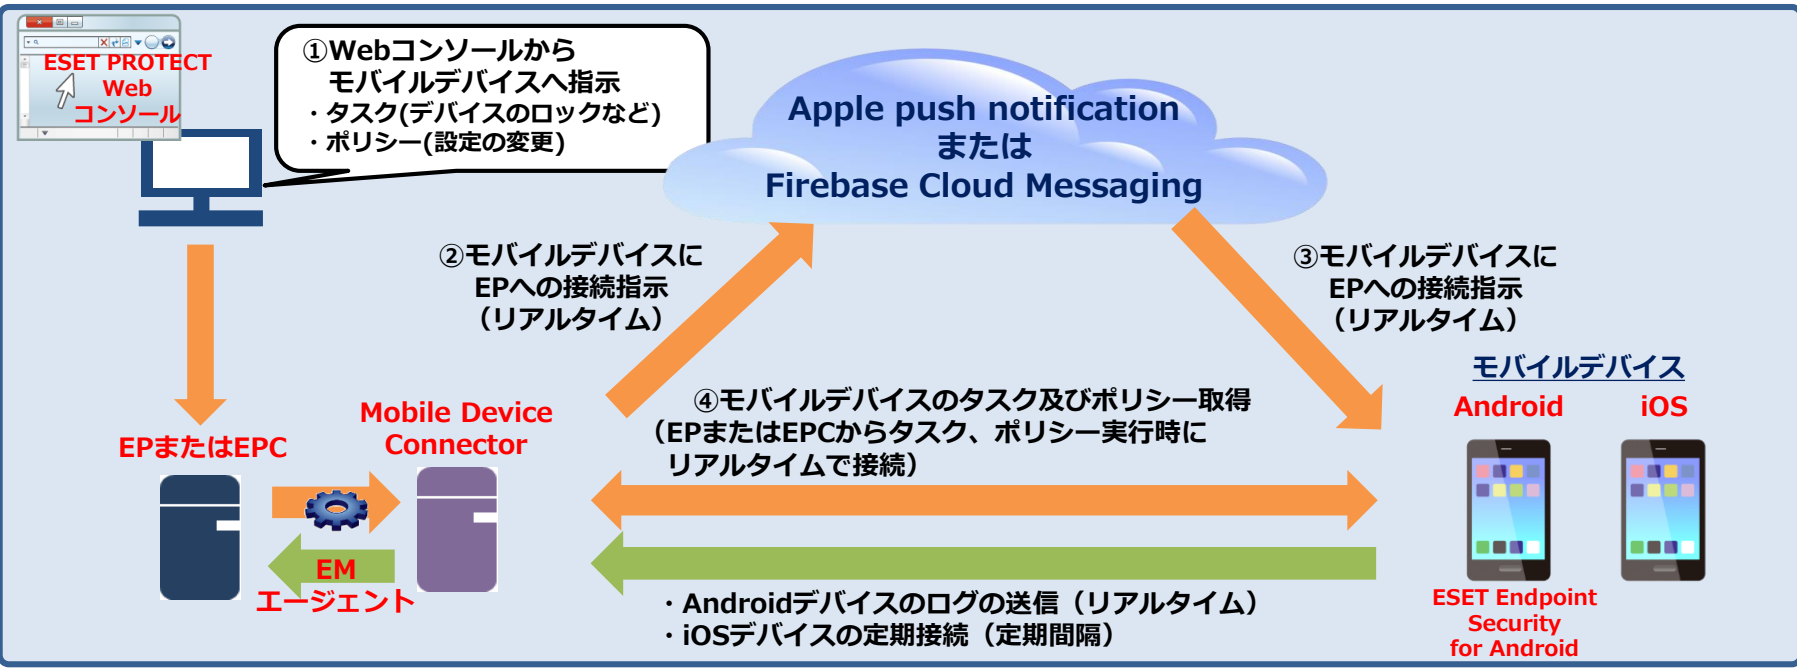 ESET PROTECT
Web
コンソール
①Webコンソールから
モバイルデバイスへ指示
・タスク(デバイスのロックなど)
・ポリシー(設定の変更)
Apple push notification
または
Firebase Cloud Messaging
②モバイルデバイスに
EPへの接続指示
（リアルタイム）
③モバイルデバイスに
EPへの接続指示
（リアルタイム）
モバイルデバイス
Android
iOS
EPまたはEPC
Mobile Device
Connector
④モバイルデバイスのタスク及びポリシー取得
（EPまたはEPCからタスク、ポリシー実行時に
リアルタイムで接続）
EM
エージェント
・Androidデバイスのログの送信（リアルタイム）
・iOSデバイスの定期接続（定期間隔）
ESET Endpoint
Security
for Android